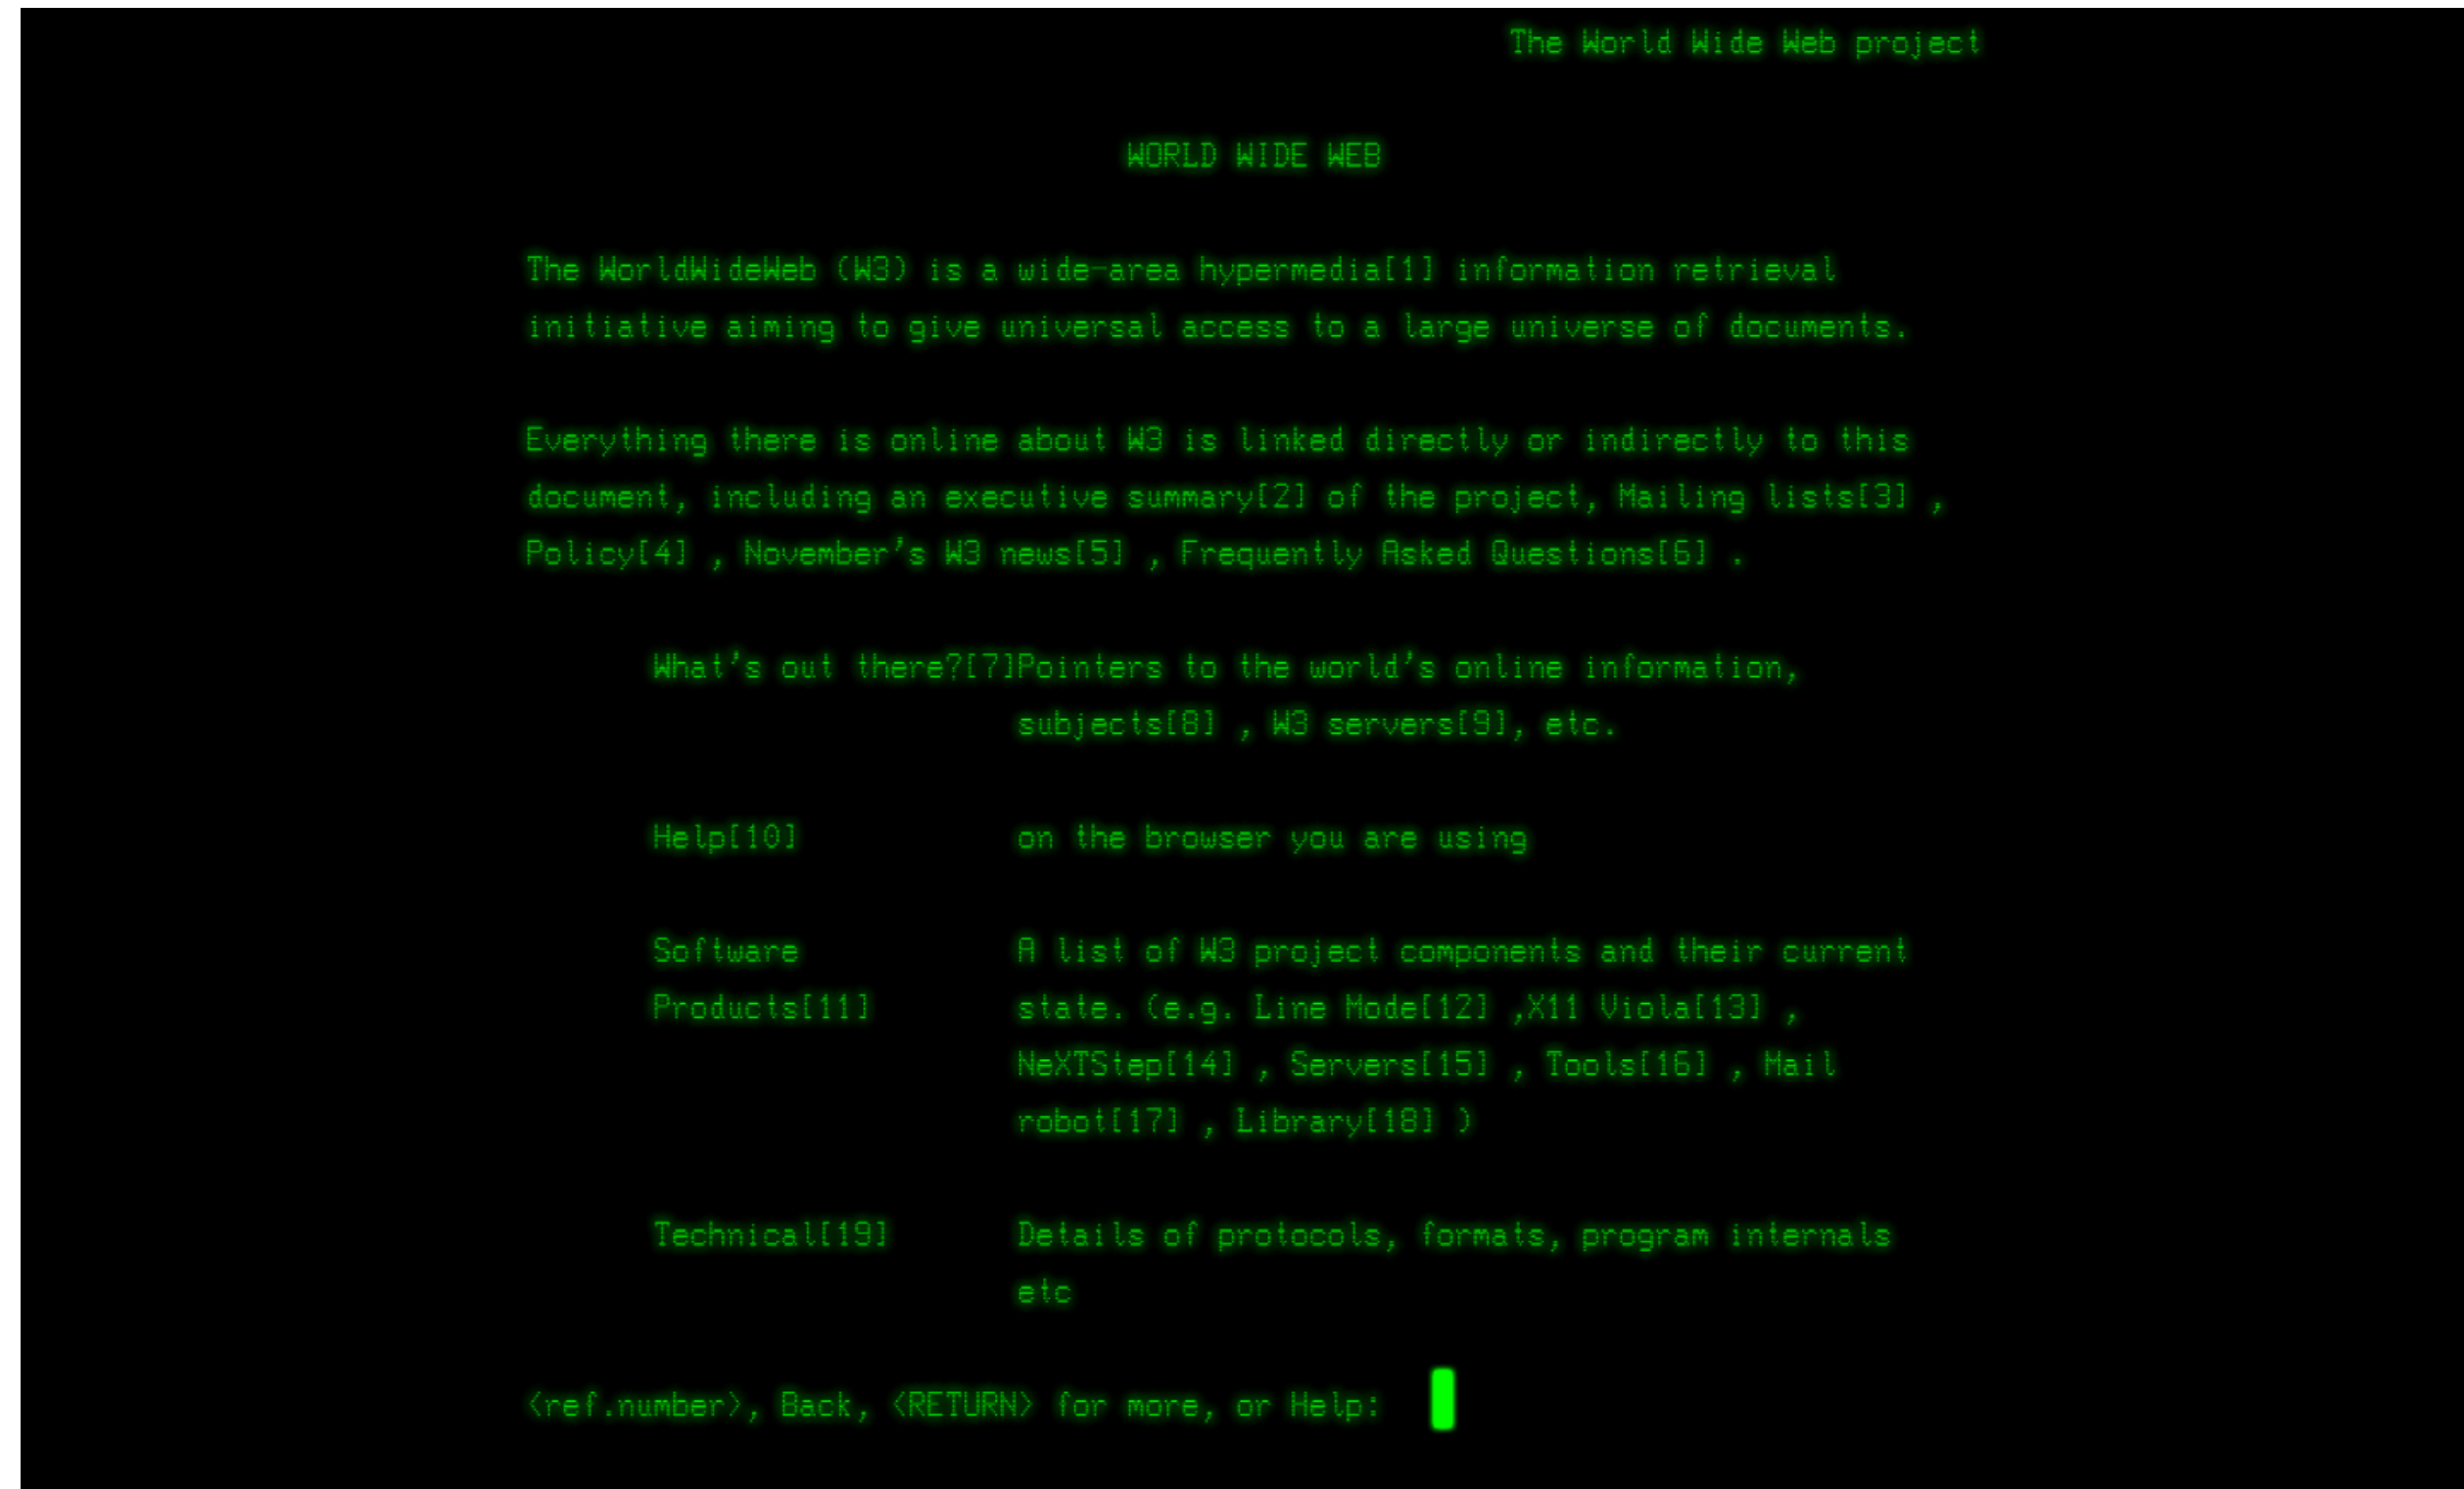 The World Wide Web project
WORLD WIDE WEB
The WorldWideWeb (W3) is a wide-area hypermedia[1] information retrieval
initiative aiming to give universal access to a large universe of documents.
Everything there is online about W3 is linked directly or indirectly to this
document, including an executive summary[2] of the project, Mailing lists[3] ,
Policy[4] , November's W3 news[5] , Frequently Asked Questions[6] .
What's out there?[7]Pointers to the world's online information,
subjects[8] , W3 servers[9], etc.
Help[10] on the browser you are using
Software A list of W3 project components and their current
Products[11] state. (e.g. Line Mode[12] ,X11 Viola[13] ,
NeXTStep[14] , Servers[15] , Tools[16] , Mail
robot[17] , Library[18] )
Technical[19] Details of protocols, formats, program internals
etc
<ref.number>, Back, <RETURN> for more, or Help: